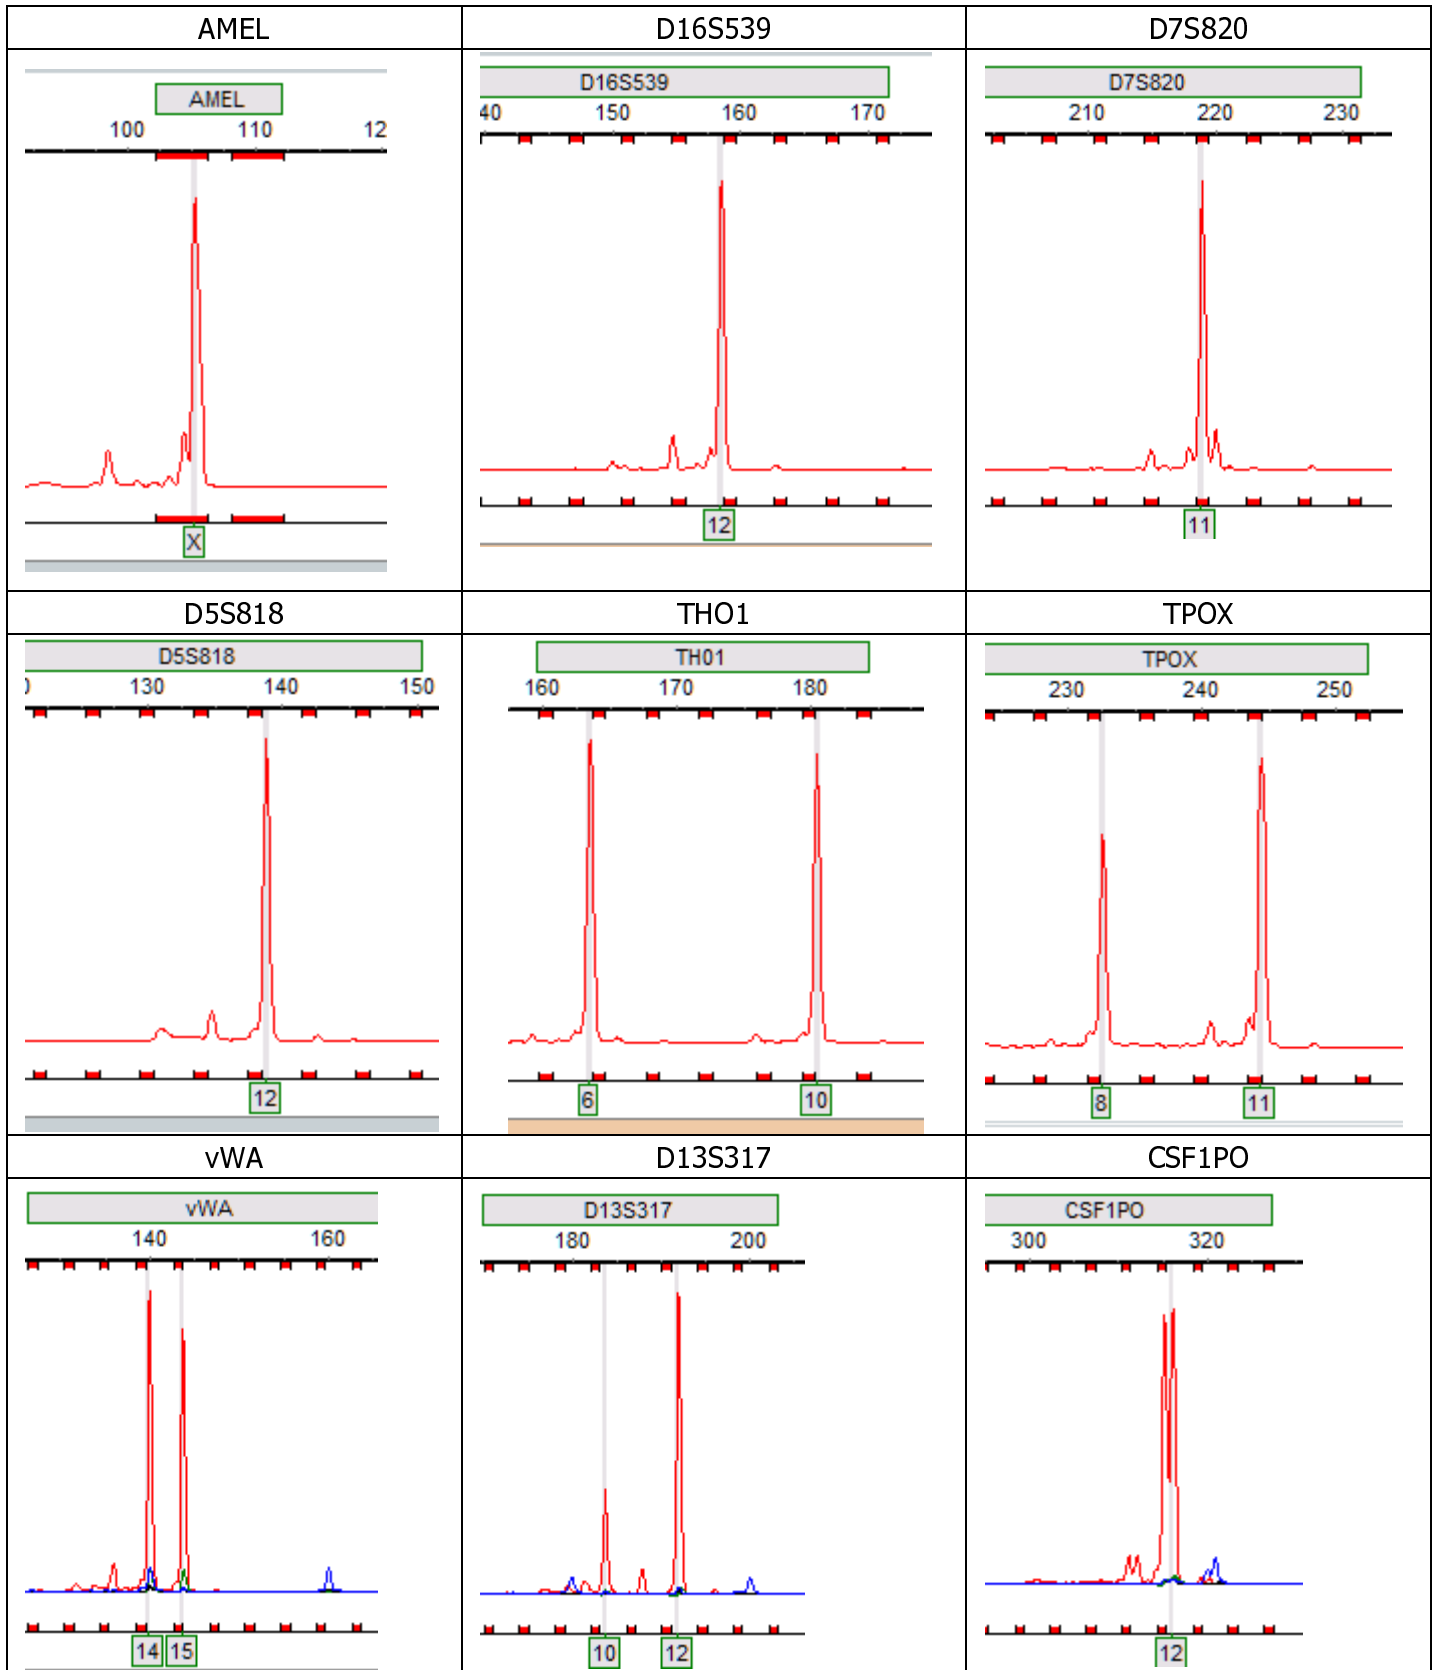 AMEL D16S539 D7S820
AMEL D16S539 D7S820
100 110 12 40 150 160 170 210 220 230
X 12 11
D5S818 THO1 TPOX
D5S818 TH01 TPOX
0 130 140 150 160 170 180 230 240 250
12 6 10 8 11
vWA D13S317 CSF1PO
vWA D13S317 CSF1PO
140 160 180 200 300 320
14 15 10 12 12